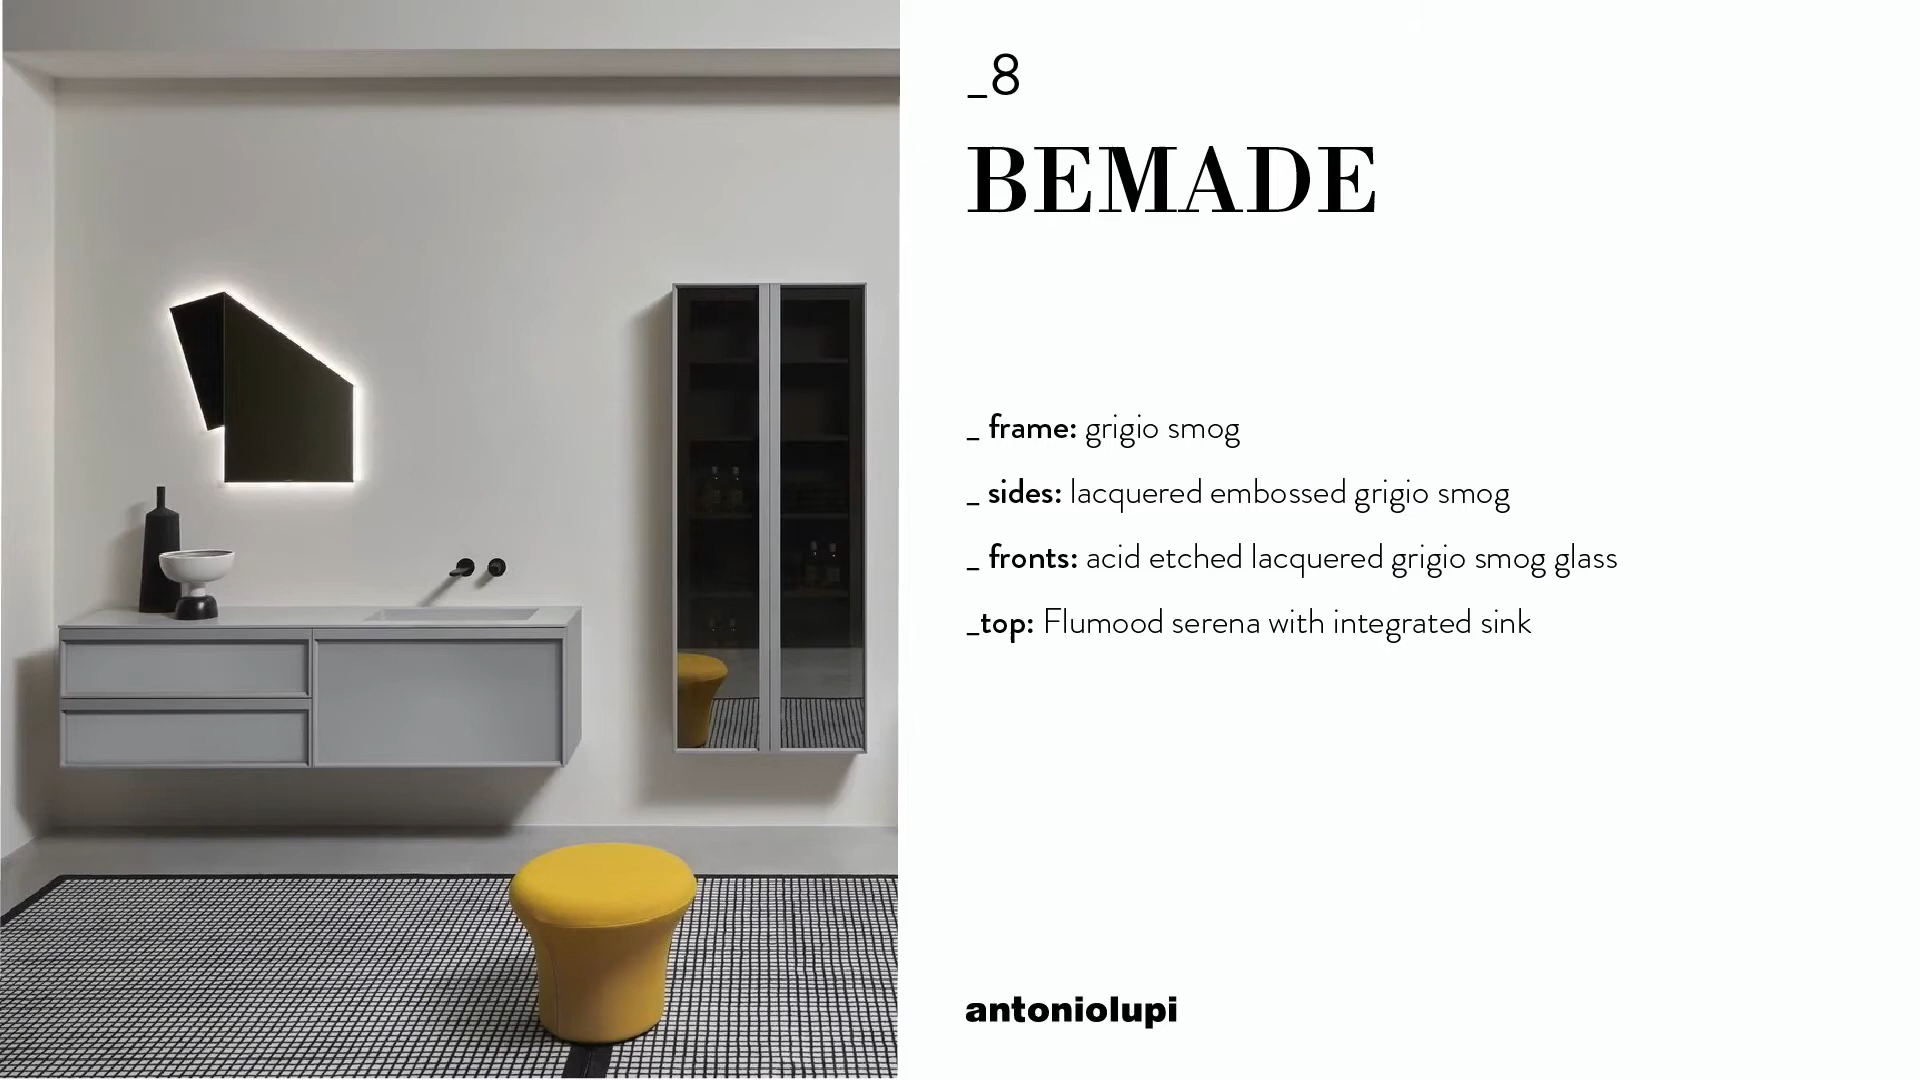 _8
BEMADE
_ frame: grigio smog
_ sides: lacquered embossed grigio smog
_ fronts: acid etched lacquered grigio smog glass
_top: Flumood serena with integrated sink
antoniolupi